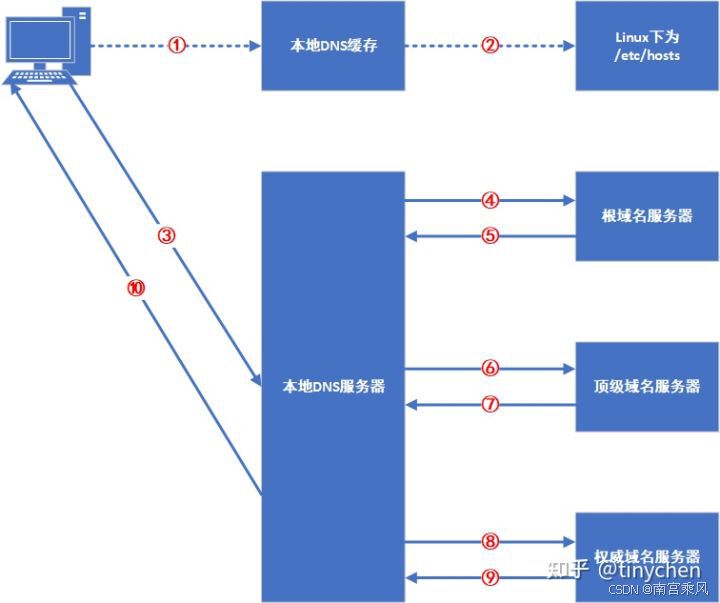 ①
本地DNS缓存
②
Linux下为
/etc/hosts
③
④
根域名服务器
⑤
⑩
⑥
本地DNS服务器
顶级域名服务器
⑦
⑧
权威域名服务器
⑨
知乎 @tinychen
CSDN @南宫乘风